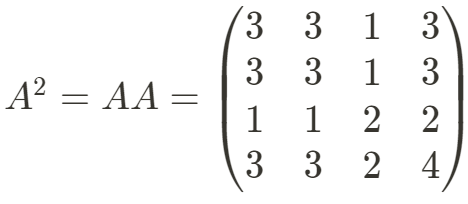 A² = AA =
3 3 1 3
3 3 1 3
1 1 2 2
3 3 2 4